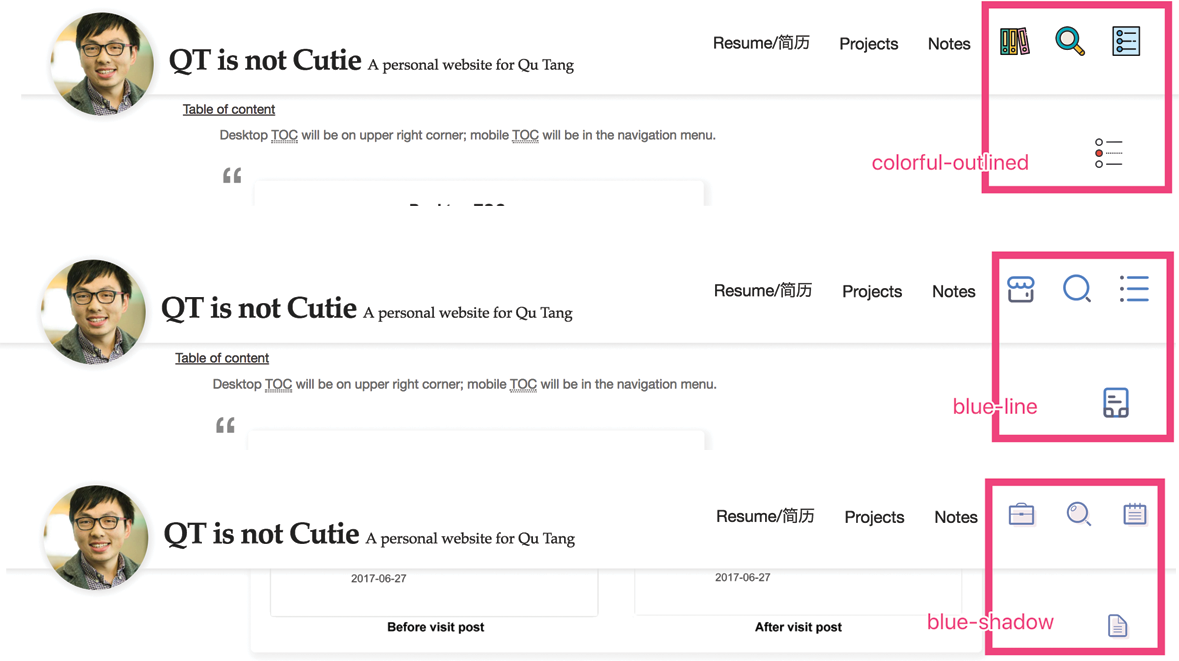 QT is not Cutie A personal website for Qu Tang
Resume/简历 Projects Notes
Table of content
Desktop TOC will be on upper right corner; mobile TOC will be in the navigation menu.
“
Desktop TOC
colorful-outlined
QT is not Cutie A personal website for Qu Tang
Resume/简历 Projects Notes
Table of content
Desktop TOC will be on upper right corner; mobile TOC will be in the navigation menu.
“
blue-line
QT is not Cutie A personal website for Qu Tang
Resume/简历 Projects Notes
2017-06-27 2017-06-27
Before visit post After visit post
blue-shadow